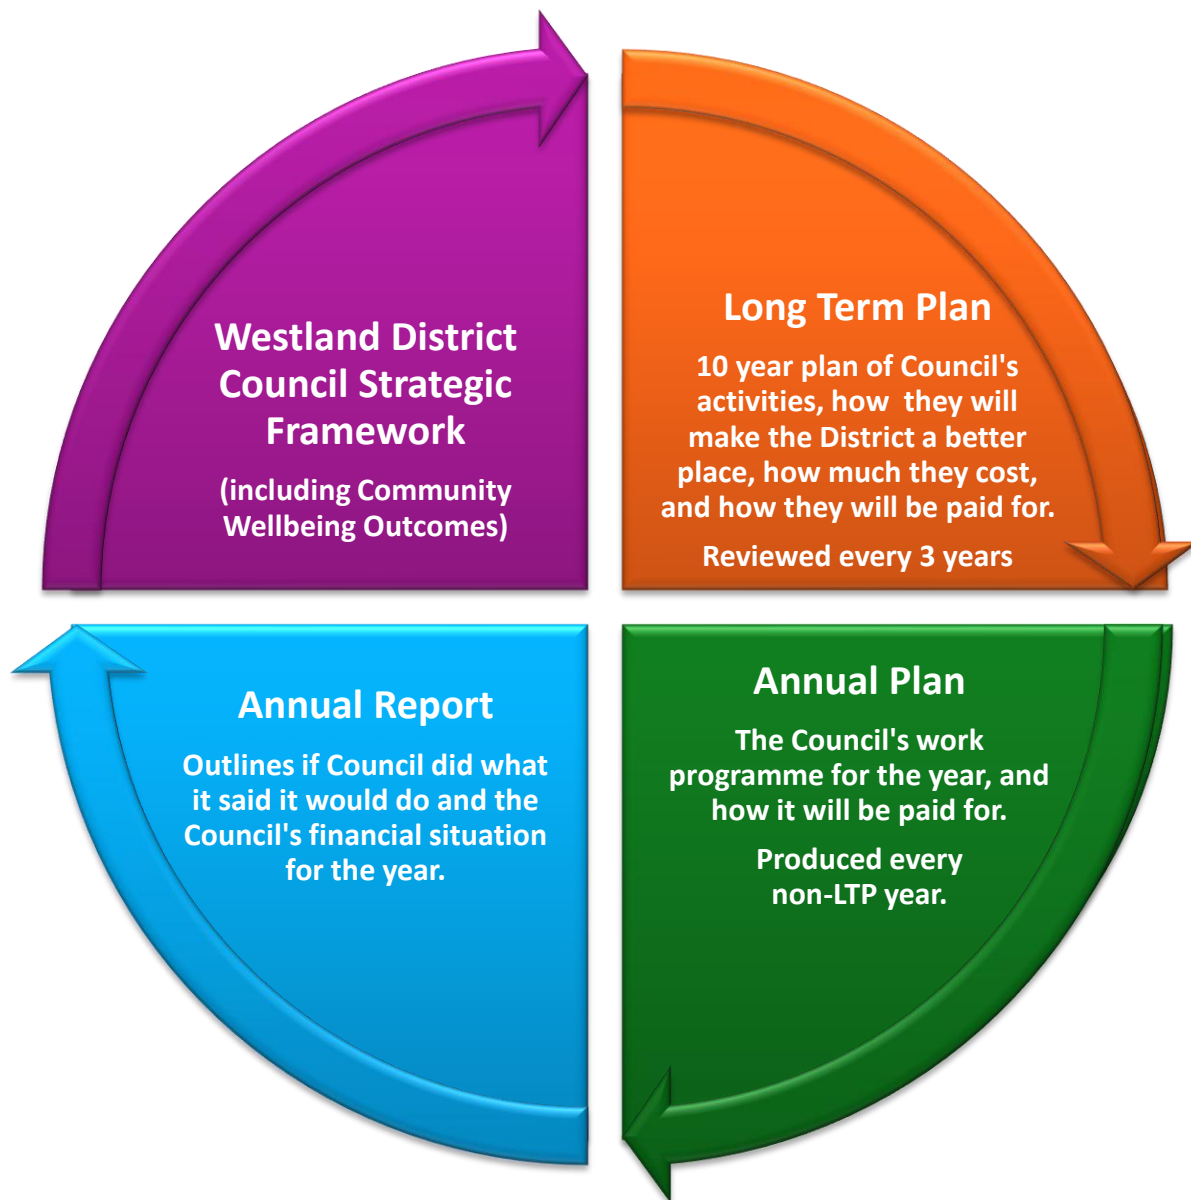 Westland District
Council Strategic
Framework
(including Community
Wellbeing Outcomes)
Long Term Plan
10 year plan of Council's
activities, how  they will
make the District a better
place, how much they cost,
and how they will be paid for.
Reviewed every 3 years
Annual Report
Outlines if Council did what
it said it would do and the
Council's financial situation
for the year.
Annual Plan
The Council's work
programme for the year, and
how it will be paid for.
Produced every
non-LTP year.